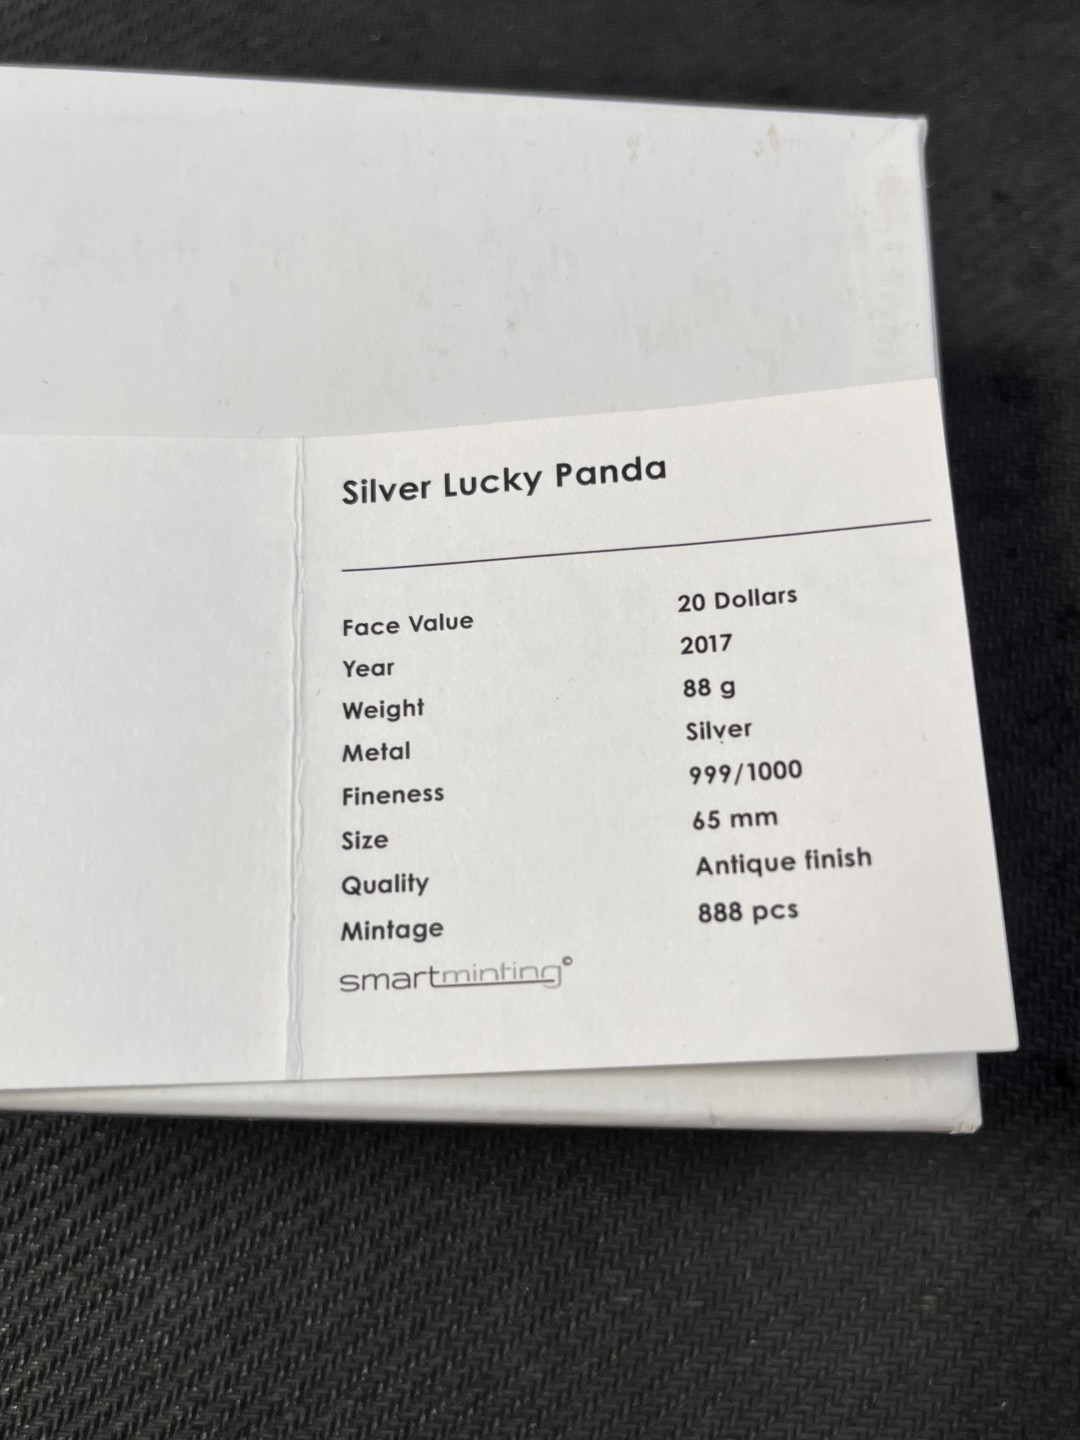 Silver Lucky Panda
Face Value 20 Dollars
Year 2017
Weight 88 g
Metal Silver
Fineness 999/1000
Size 65 mm
Quality Antique finish
Mintage 888 pcs
smartminting©